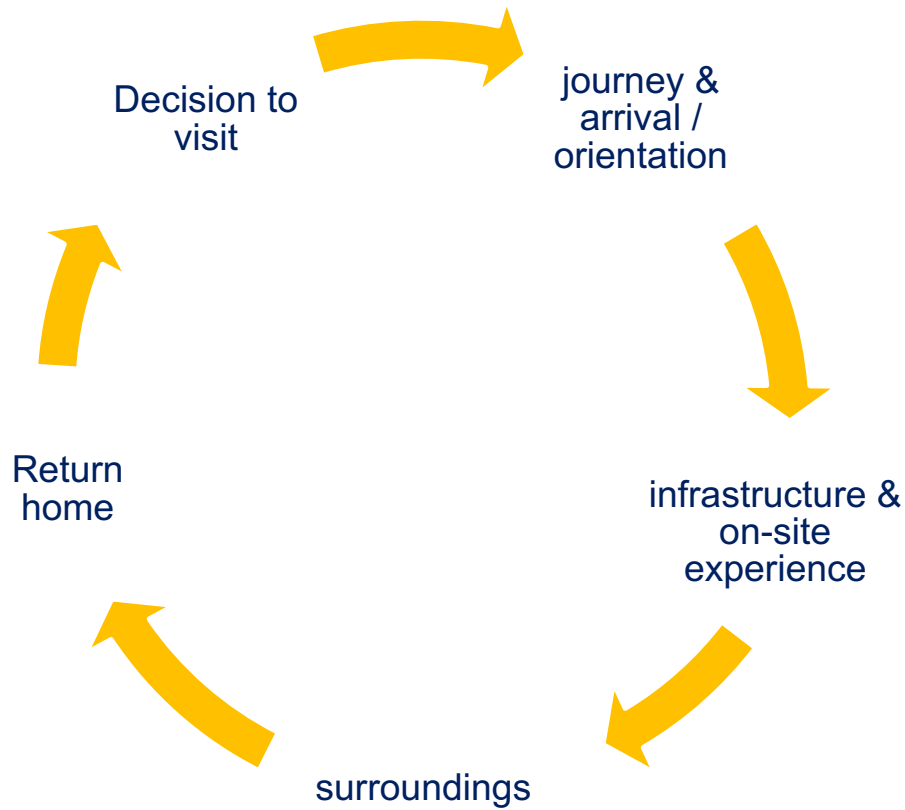 Decision to
visit
journey &
arrival /
orientation
infrastructure &
on-site
experience
surroundings
Return
home